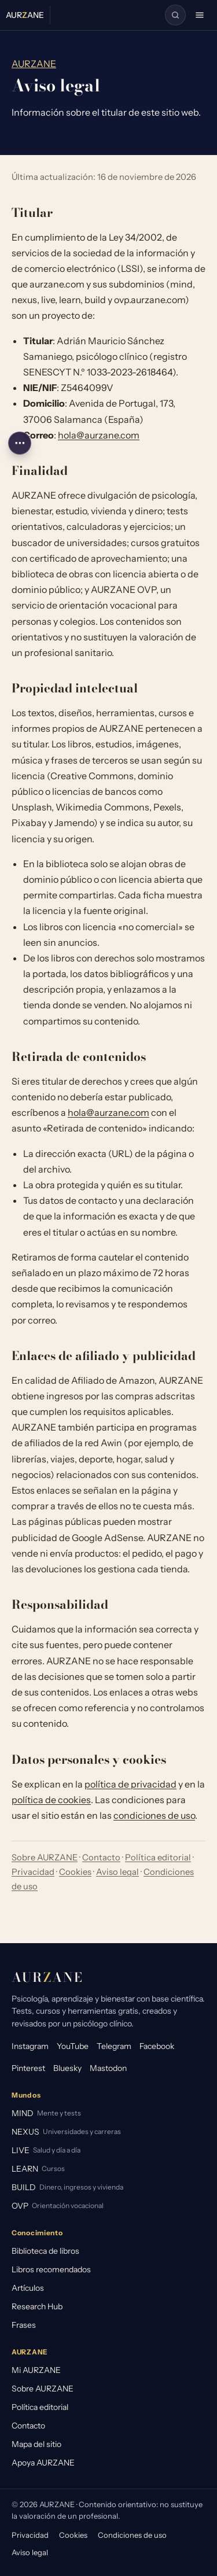 AURZANE
AURZANE
Aviso legal
Información sobre el titular de este sitio web.
Última actualización: 16 de noviembre de 2026
Titular
En cumplimiento de la Ley 34/2002, de
servicios de la sociedad de la información y
de comercio electrónico (LSSI), se informa de
que aurzane.com y sus subdominios (mind,
nexus, live, learn, build y ovp.aurzane.com)
son un proyecto de:
Titular: Adrián Mauricio Sánchez
Samaniego, psicólogo clínico (registro
SENESCYT N.º 1033-2023-2618464).
NIE/NIF: Z5464099V
Domicilio: Avenida de Portugal, 173,
37006 Salamanca (España)
Correo: hola@aurzane.com
Finalidad
AURZANE ofrece divulgación de psicología,
bienestar, estudio, dinero y empleo; tests
orientativos, calculadoras y ejercicios; un
buscador de universidades; cursos gratuitos
con certificado de aprovechamiento; una
biblioteca de obras con licencia abierta o de
dominio público; y AURZANE OVP, un
servicio de orientación vocacional para
personas y colegios. Los contenidos son
orientativos y no sustituyen la valoración de
un profesional sanitario.
Propiedad intelectual
Los textos, diseños, herramientas, cursos e
informes propios de AURZANE pertenecen a
su titular. Los libros, estudios, imágenes,
música y frases de terceros se usan según su
licencia (Creative Commons, dominio
público o licencias de bancos como
Unsplash, Wikimedia Commons, Pexels,
Pixabay y Jamendo) y se indica su autor, su
licencia y su origen.
En la biblioteca solo se alojan obras de
dominio público o con licencia abierta que
permite compartirlas. Cada ficha muestra
la licencia y la fuente original.
Los libros con licencia «no comercial» se
leen sin anuncios.
De los libros con derechos solo mostramos
la portada, los datos bibliográficos y una
descripción propia, y enlazamos a la
tienda donde se venden. No alojamos ni
compartimos su contenido.
Retirada de contenidos
Si eres titular de derechos y crees que algún
contenido no debería estar publicado,
escríbenos a hola@aurzane.com con el
asunto «Retirada de contenido» indicando:
La dirección exacta (URL) de la página o
del archivo.
La obra protegida y quién es su titular.
Tus datos de contacto y una declaración
de que la información es exacta y de que
eres el titular o actúas en su nombre.
Retiramos de forma cautelar el contenido
señalado en un plazo máximo de 72 horas
desde que recibimos la comunicación
completa, lo revisamos y te respondemos
por correo.
Enlaces de afiliado y publicidad
En calidad de Afiliado de Amazon, AURZANE
obtiene ingresos por las compras adscritas
que cumplen los requisitos aplicables.
AURZANE también participa en programas
de afiliados de la red Awin (por ejemplo, de
librerías, viajes, deporte, hogar, salud y
negocios) relacionados con sus contenidos.
Estos enlaces se señalan en la página y
comprar a través de ellos no te cuesta más.
Las páginas públicas pueden mostrar
publicidad de Google AdSense. AURZANE no
vende ni envía productos: el pedido, el pago y
las devoluciones los gestiona cada tienda.
Responsabilidad
Cuidamos que la información sea correcta y
cite sus fuentes, pero puede contener
errores. AURZANE no se hace responsable
de las decisiones que se tomen solo a partir
de sus contenidos. Los enlaces a otras webs
se ofrecen como referencia y no controlamos
su contenido.
Datos personales y cookies
Se explican en la política de privacidad y en la
política de cookies. Las condiciones para
usar el sitio están en las condiciones de uso.
Sobre AURZANE · Contacto · Política editorial ·
Privacidad · Cookies · Aviso legal · Condiciones
de uso
AURZANE
Psicología, aprendizaje y bienestar con base científica.
Tests, cursos y herramientas gratis, creados y
revisados por un psicólogo clínico.
Instagram YouTube Telegram Facebook
Pinterest Bluesky Mastodon
Mundos
MIND Mente y tests
NEXUS Universidades y carreras
LIVE Salud y día a día
LEARN Cursos
BUILD Dinero, ingresos y vivienda
OVP Orientación vocacional
Conocimiento
Biblioteca de libros
Libros recomendados
Artículos
Research Hub
Frases
AURZANE
Mi AURZANE
Sobre AURZANE
Política editorial
Contacto
Mapa del sitio
Apoya AURZANE
© 2026 AURZANE · Contenido orientativo: no sustituye
la valoración de un profesional.
Privacidad Cookies Condiciones de uso
Aviso legal